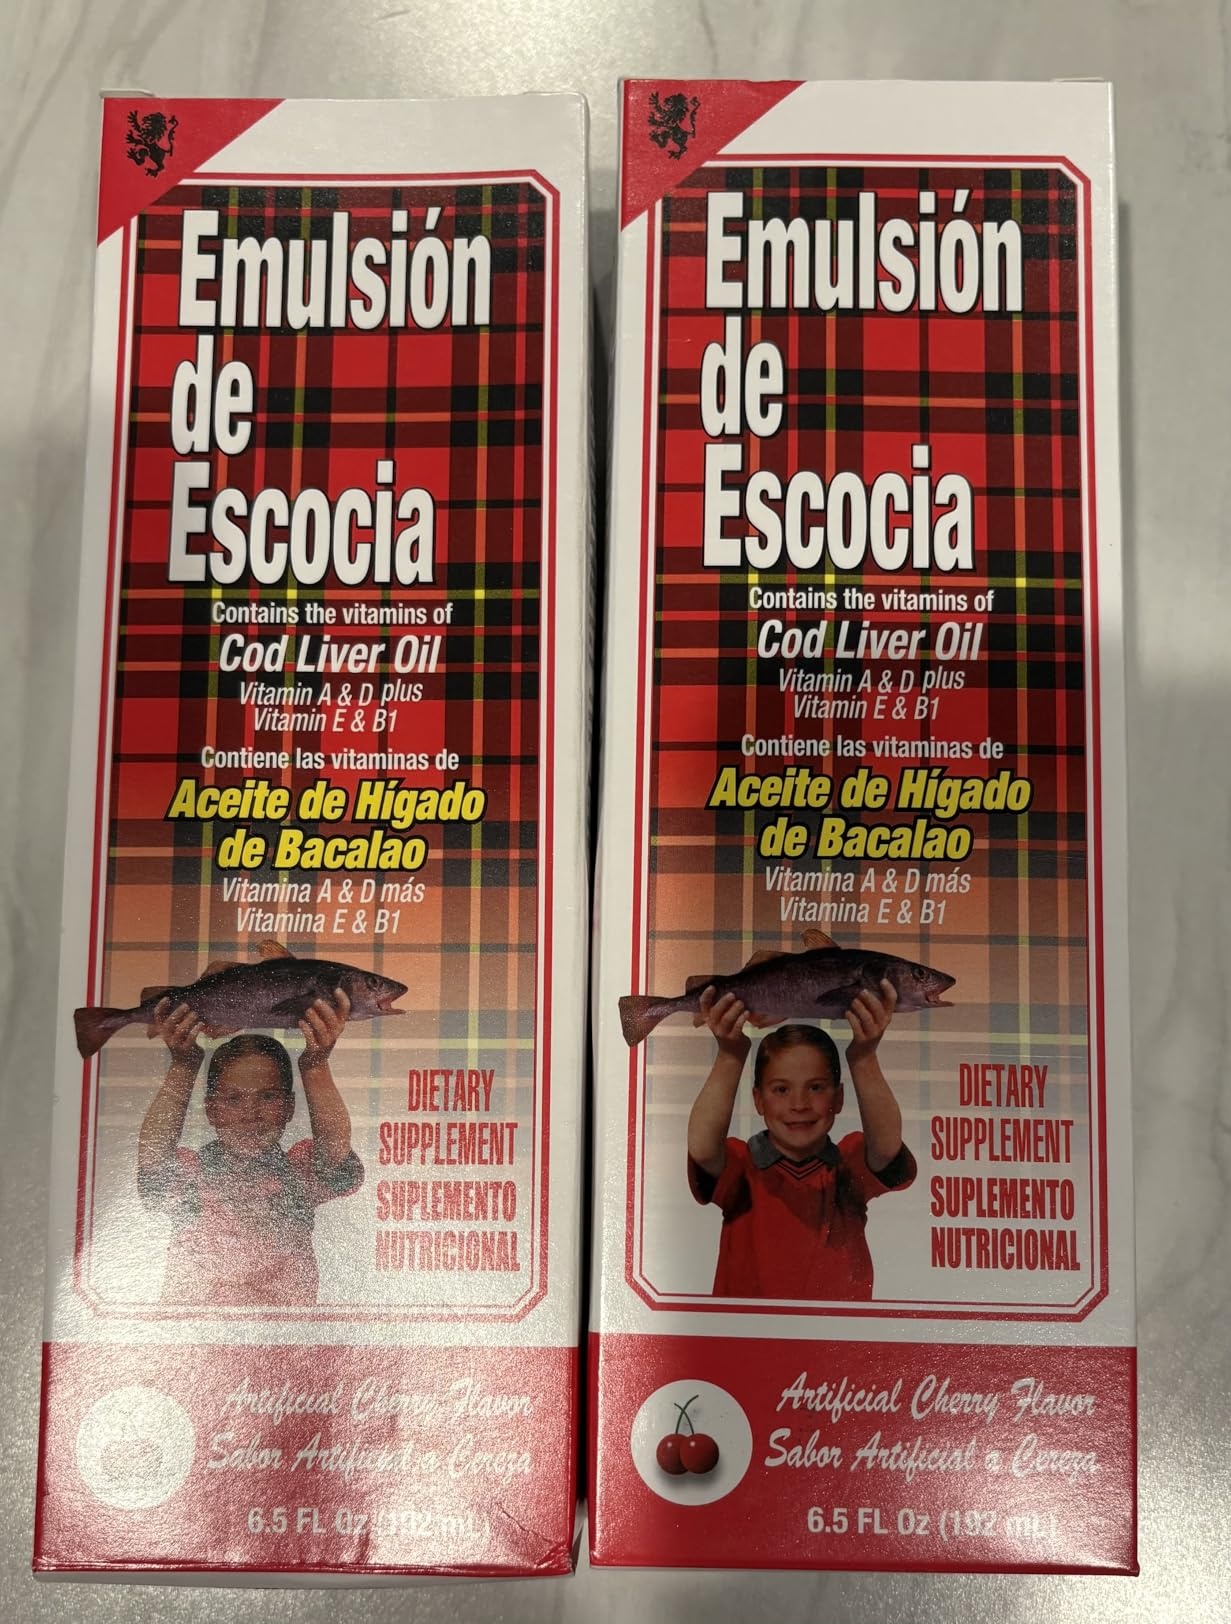 Emulsión
de
Escocia
Contains the vitamins of
Cod Liver Oil
Vitamin A & D plus
Vitamin E & B1
Contiene las vitaminas de
Aceite de Hígado
de Bacalao
Vitamina A & D más
Vitamina E & B1
DIETARY
SUPPLEMENT
SUPLEMENTO
NUTRICIONAL
Artificial Cherry Flavor
Sabor Artificial a Cereza
6.5 FL Oz (192 mL)
Emulsión
de
Escocia
Contains the vitamins of
Cod Liver Oil
Vitamin A & D plus
Vitamin E & B1
Contiene las vitaminas de
Aceite de Hígado
de Bacalao
Vitamina A & D más
Vitamina E & B1
DIETARY
SUPPLEMENT
SUPLEMENTO
NUTRICIONAL
Artificial Cherry Flavor
Sabor Artificial a Cereza
6.5 FL Oz (192 mL)